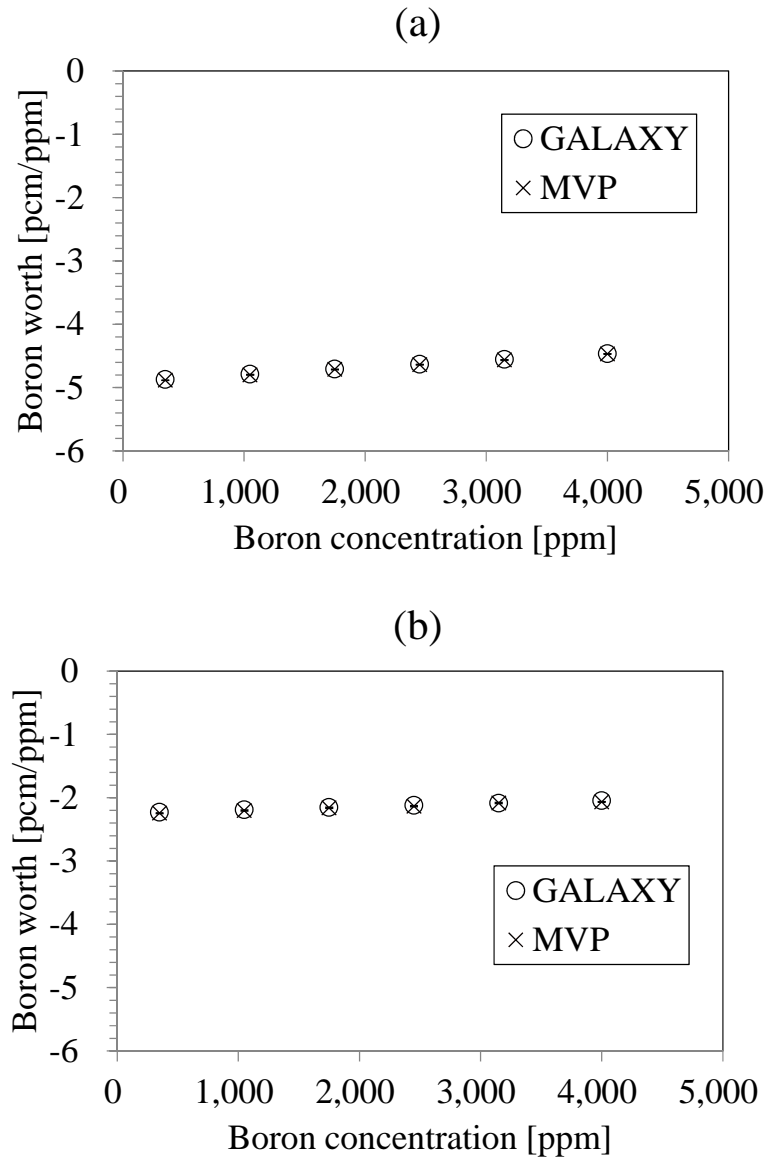 (a)
0
-1
-2
-3
-4
-5
-6
Boron worth [pcm/ppm]
GALAXY
MVP
0 1,000 2,000 3,000 4,000 5,000
Boron concentration [ppm]
(b)
0
-1
-2
-3
-4
-5
-6
Boron worth [pcm/ppm]
GALAXY
MVP
0 1,000 2,000 3,000 4,000 5,000
Boron concentration [ppm]